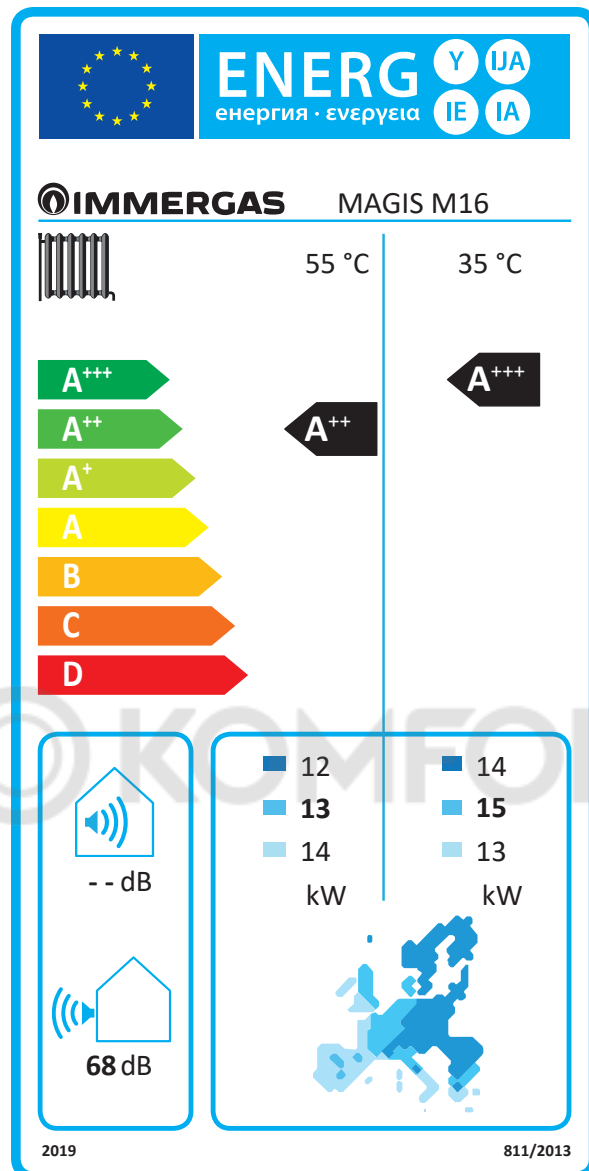 ENERG Y IJA
енергия · ενεργεια IE IA
IMMERGAS MAGIS M16
55 °C 35 °C
A+++ A+++
A++ A++
A+
A
B
C
D
KOMFO
12 14
13 15
14 13
kW kW
-- dB
68 dB
2019 811/2013